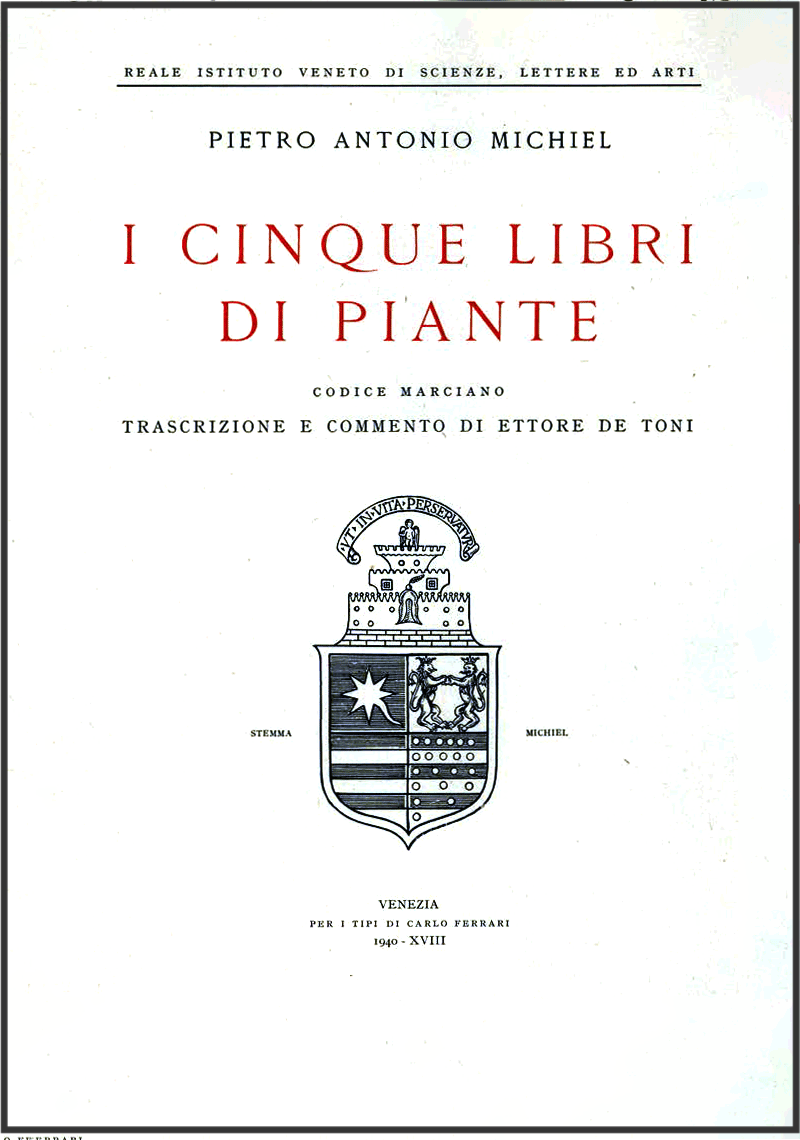 REALE ISTITUTO VENETO DI SCIENZE, LETTERE ED ARTI
PIETRO ANTONIO MICHIEL
I CINQUE LIBRI
DI PIANTE
CODICE MARCIANO
TRASCRIZIONE E COMMENTO DI ETTORE DE TONI
·VT·IN·VITA·PERSERVATVR·
STEMMA
MICHIEL
VENEZIA
PER I TIPI DI CARLO FERRARI
1940 - XVIII